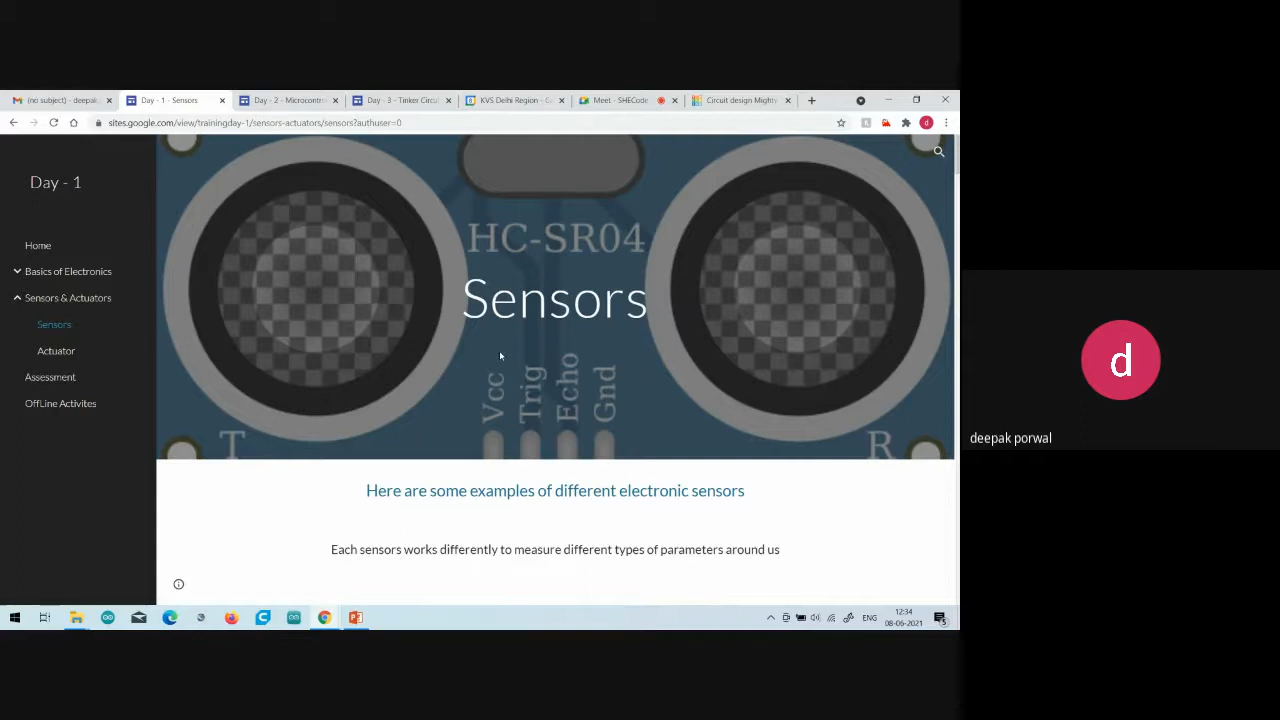 (no subject) - deepak
Day - 1 - Sensors
Day - 2 - Microcontro
Day - 3 - Tinker Circui
KVS Delhi Region - G
Meet - SHECode
Circuit design Mighty
sites.google.com/view/trainingday-1/sensors-actuators/sensors?authuser=0
d
Day - 1
Home
Basics of Electronics
Sensors & Actuators
Sensors
Actuator
Assessment
OffLine Activites
HC-SR04
Sensors
Vcc
Trig
Echo
Gnd
T
R
Here are some examples of different electronic sensors
Each sensors works differently to measure different types of parameters around us
ENG
12:34
08-06-2021
5
d
deepak porwal